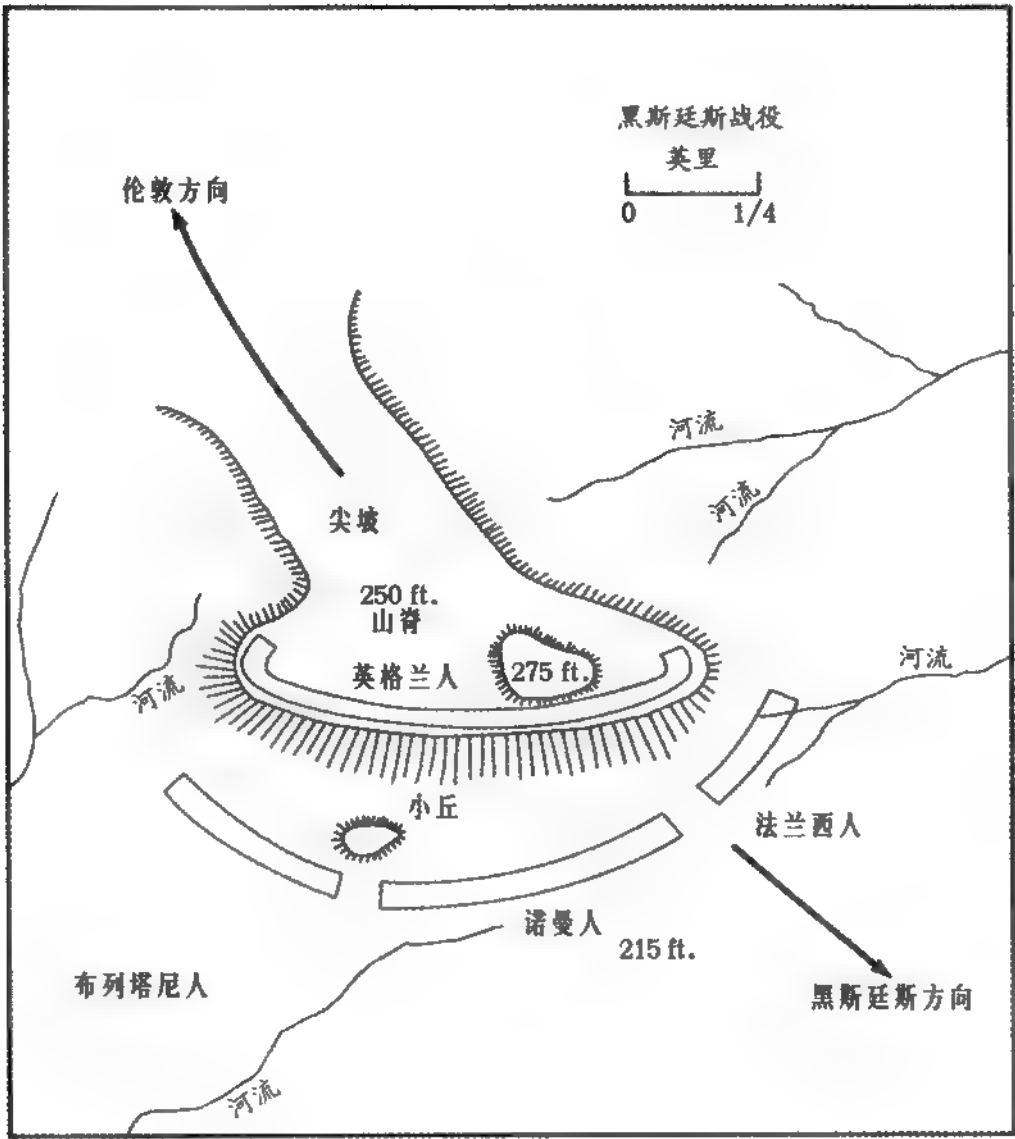 黑斯廷斯战役
英里
0 1/4
伦敦方向
河流
河流
尖坡
250 ft.
山脊
英格兰人
275 ft.
河流
河流
小丘
法兰西人
诺曼人
215 ft.
布列塔尼人
黑斯廷斯方向
河流